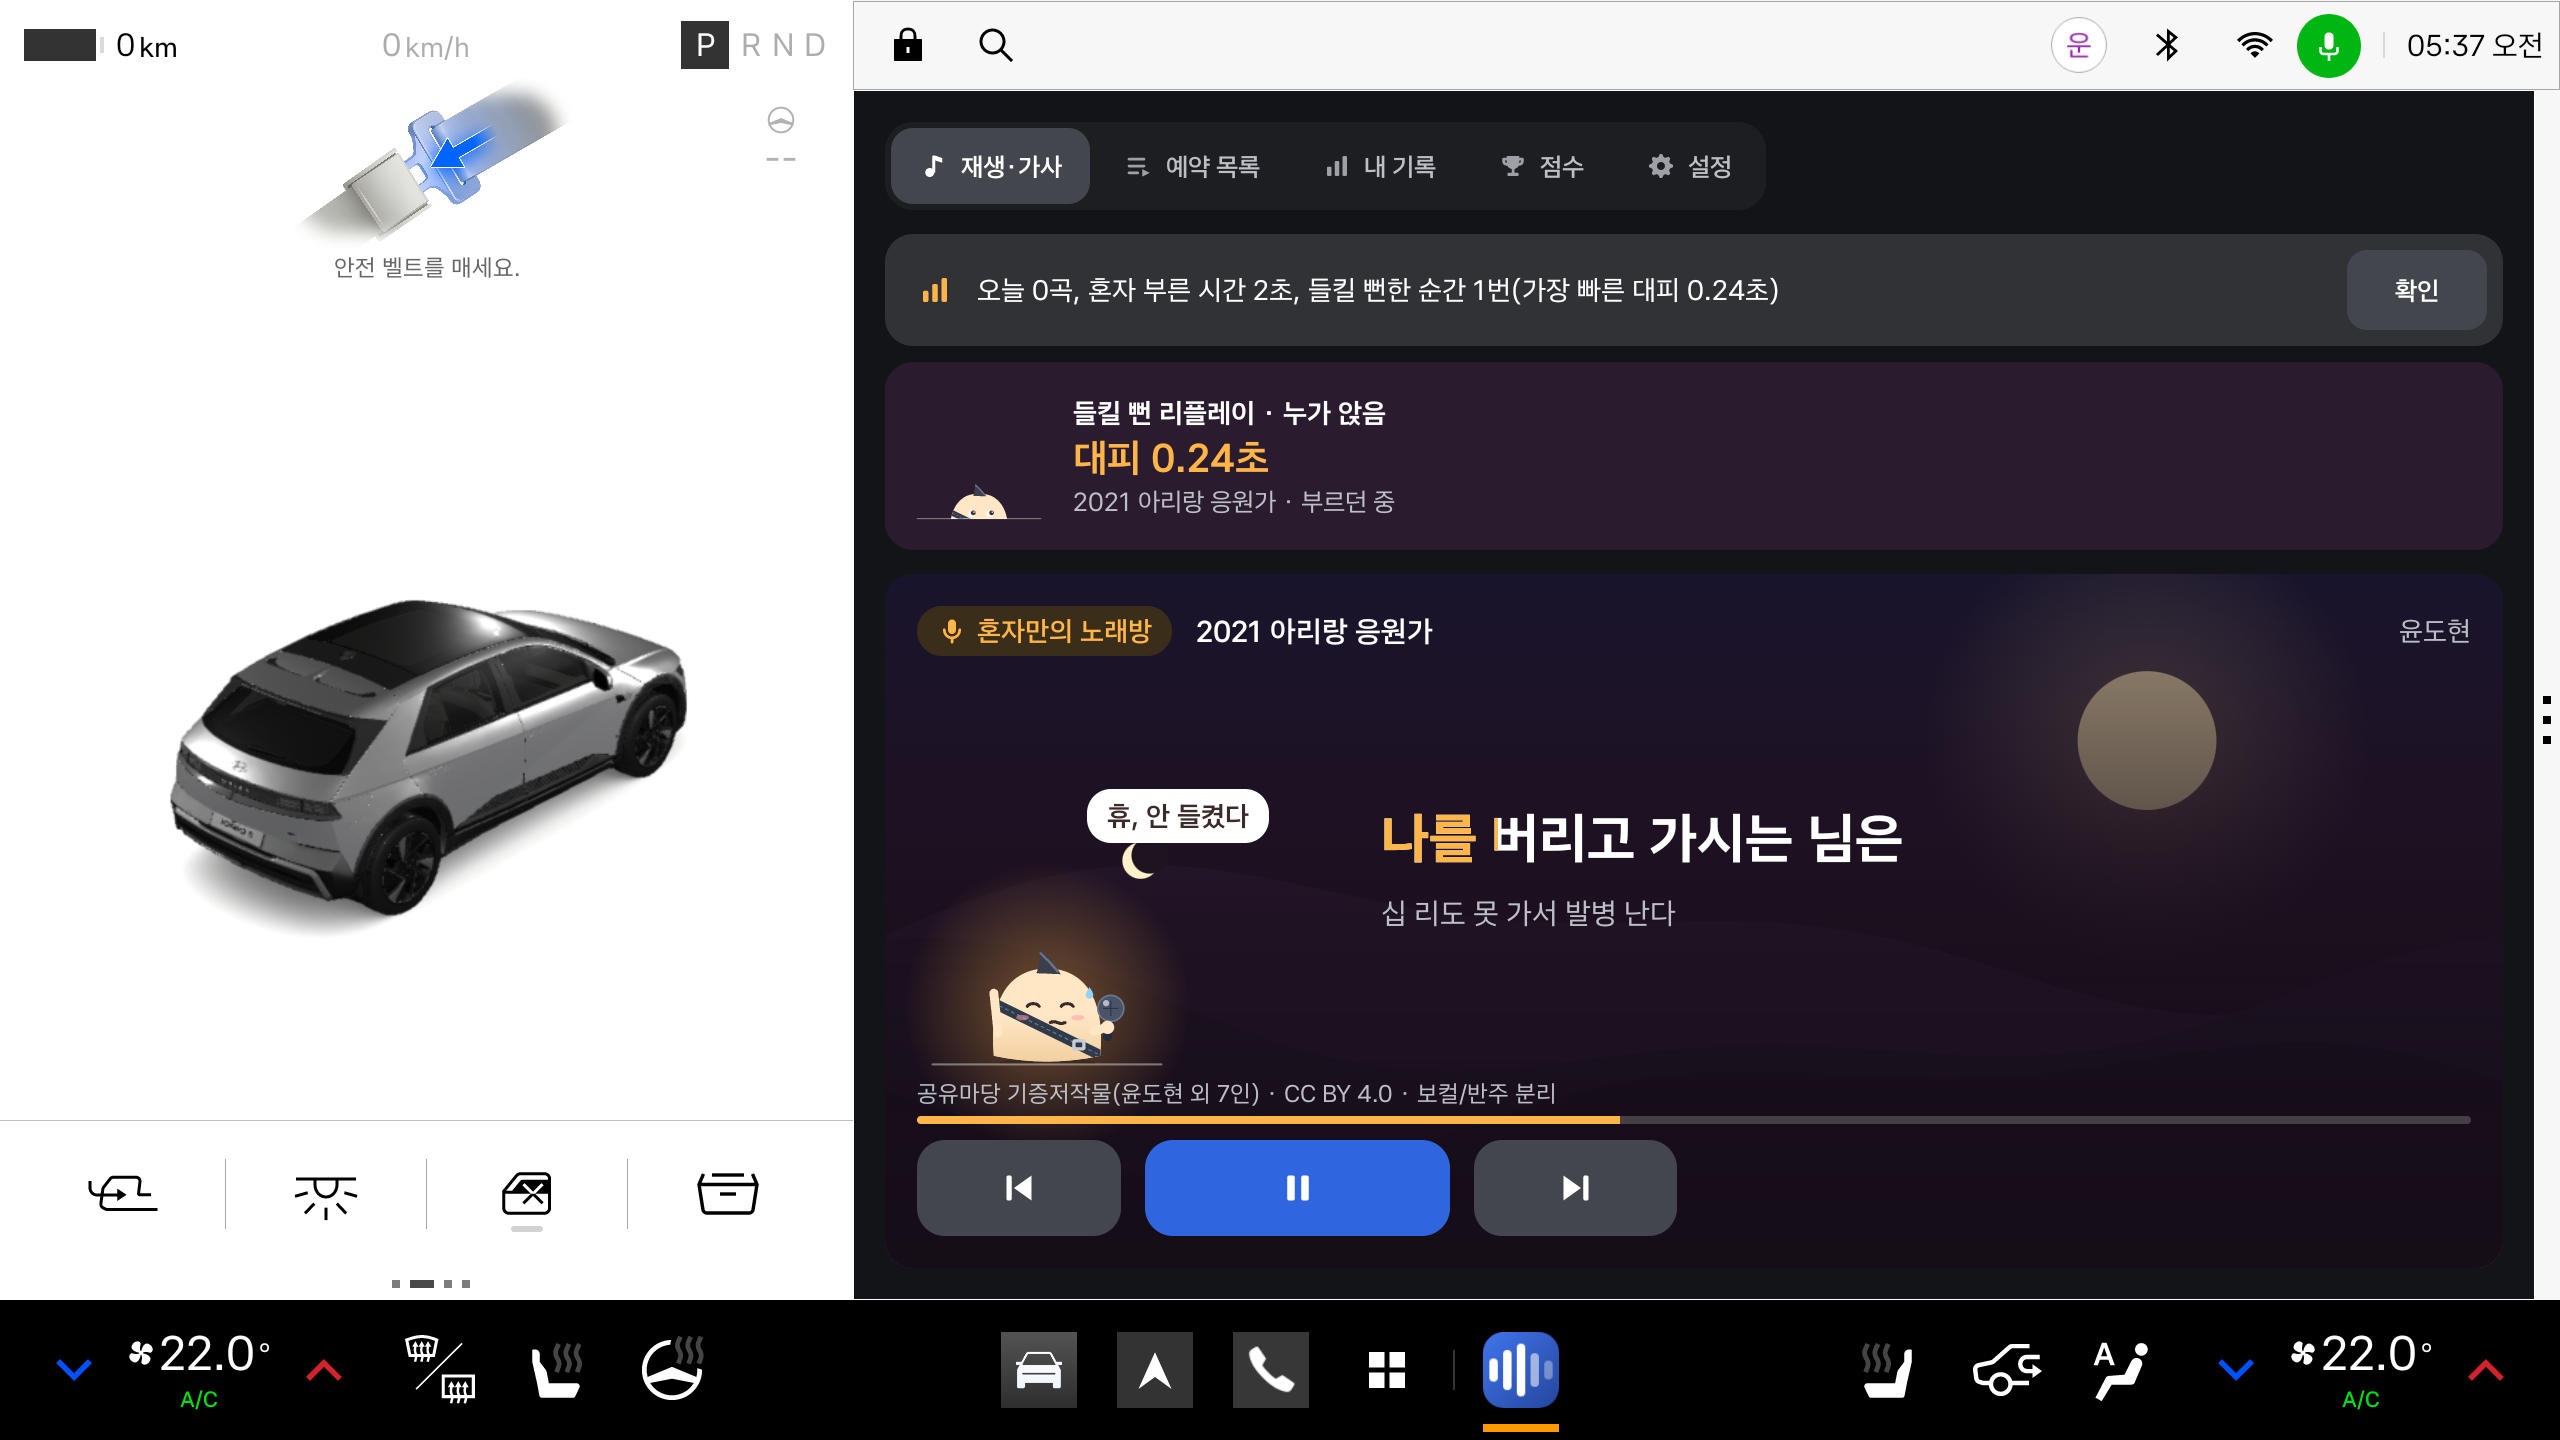 0 km
0 km/h
P R N D
운
05:37 오전
안전 벨트를 매세요.
재생·가사
예약 목록
내 기록
점수
설정
오늘 0곡, 혼자 부른 시간 2초, 들킬 뻔한 순간 1번(가장 빠른 대피 0.24초)
확인
들킬 뻔 리플레이 · 누가 앉음
대피 0.24초
2021 아리랑 응원가 · 부르던 중
혼자만의 노래방
2021 아리랑 응원가
윤도현
휴, 안 들켰다
나를 버리고 가시는 님은
십 리도 못 가서 발병 난다
공유마당 기증저작물(윤도현 외 7인) · CC BY 4.0 · 보컬/반주 분리
22.0°
A/C
A
22.0°
A/C